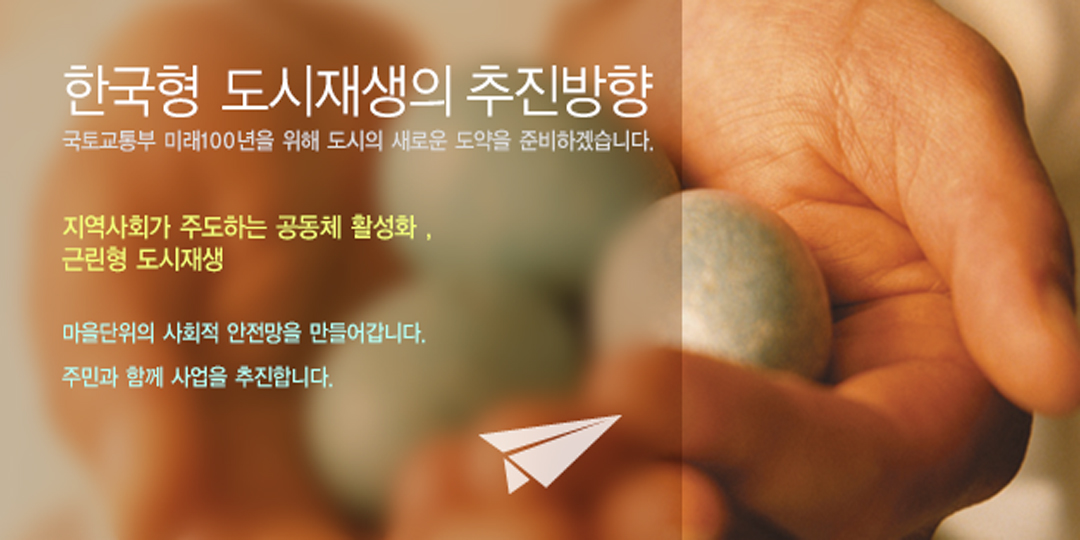 한국형 도시재생의 추진방향
국토교통부 미래100년을 위해 도시의 새로운 도약을 준비하겠습니다.
지역사회가 주도하는 공동체 활성화 ,
근린형 도시재생
마을단위의 사회적 안전망을 만들어갑니다.
주민과 함께 사업을 추진합니다.